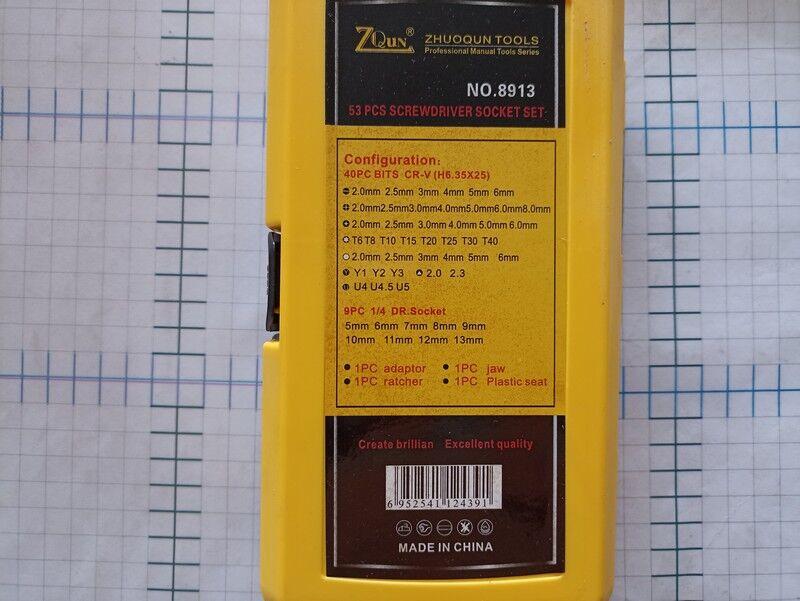 ZQUN® ZHUOQUN TOOLS
Professional Manual Tools Series
NO.8913
53 PCS SCREWDRIVER SOCKET SET
Configuration:
40PC BITS CR-V (H6.35X25)
2.0mm 2.5mm 3mm 4mm 5mm 6mm
2.0mm2.5mm3.0mm4.0mm5.0mm6.0mm8.0mm
2.0mm 2.5mm 3.0mm 4.0mm 5.0mm 6.0mm
T6 T8 T10 T15 T20 T25 T30 T40
2.0mm 2.5mm 3mm 4mm 5mm 6mm
Y1 Y2 Y3 2.0 2.3
U4 U4.5 U5
9PC 1/4 DR.Socket
5mm 6mm 7mm 8mm 9mm
10mm 11mm 12mm 13mm
1PC adaptor 1PC jaw
1PC ratcher 1PC Plastic seat
Create brillian Excellent quality
6 952541 124391
MADE IN CHINA